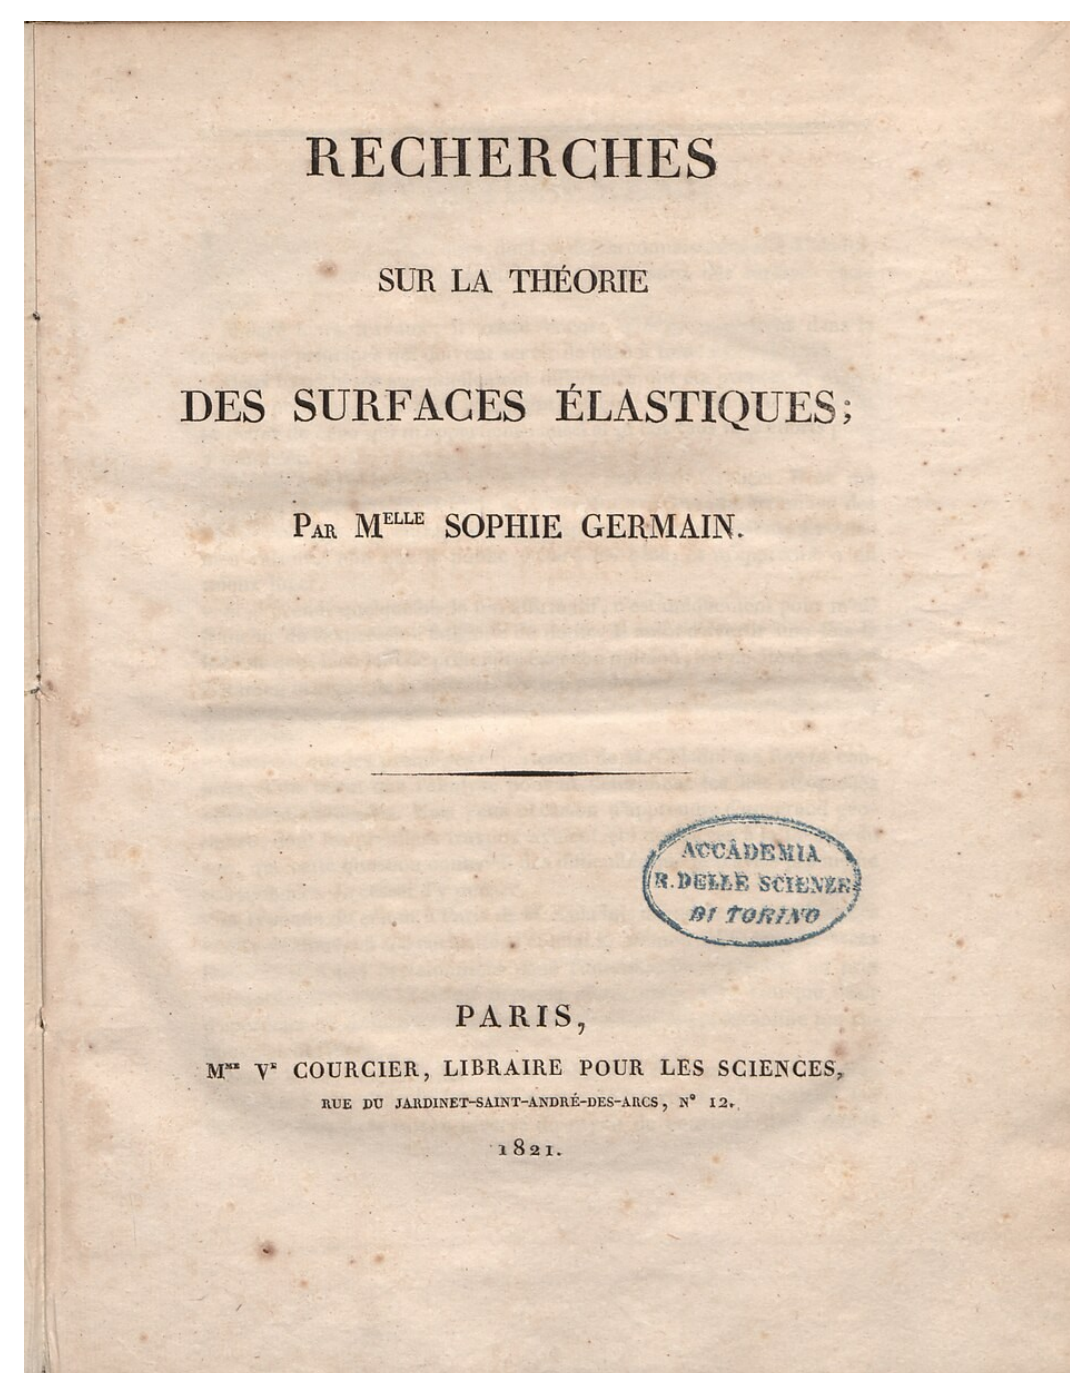 RECHERCHES
SUR LA THÉORIE
DES SURFACES ÉLASTIQUES;
PAR MELLE SOPHIE GERMAIN.
ACCADEMIA
R. DELLE SCIENZE
DI TORINO
PARIS,
MME VE COURCIER, LIBRAIRE POUR LES SCIENCES,
RUE DU JARDINET-SAINT-ANDRÉ-DES-ARCS, N° 12.
1821.